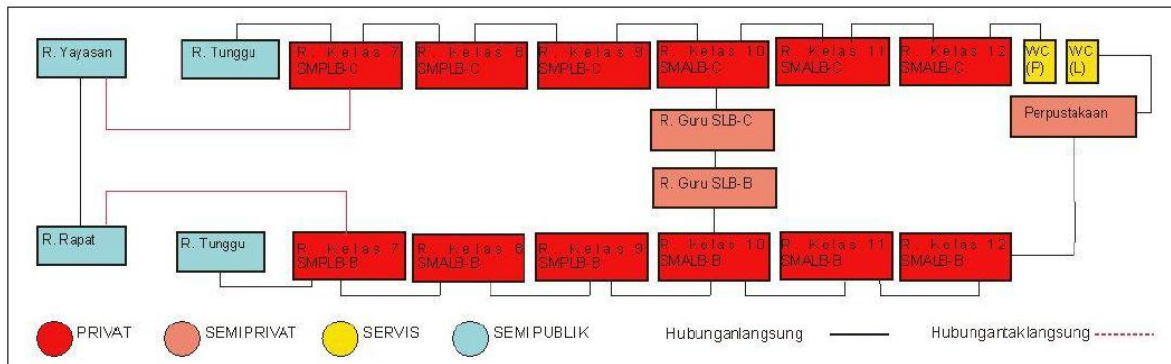 R. Yayasan
R. Tunggu
R. Kelas 7
SMPLB-C
R. Kelas 8
SMPLB-C
R. Kelas 9
SMPLB-C
R. Kelas 10
SMALB-C
R. Kelas 11
SMALB-C
R. Kelas 12
SMALB-C
WC
(P)
WC
(L)
Perpustakaan
R. Guru SLB-C
R. Guru SLB-B
R. Rapat
R. Tunggu
R. Kelas 7
SMPLB-B
R. Kelas 8
SMALB-B
R. Kelas 9
SMPLB-B
R. Kelas 10
SMALB-B
R. Kelas 11
SMALB-B
R. Kelas 12
SMALB-B
PRIVAT
SEMIPRIVAT
SERVIS
SEMIPUBLIK
Hubunganlangsung
Hubungantaklangsung